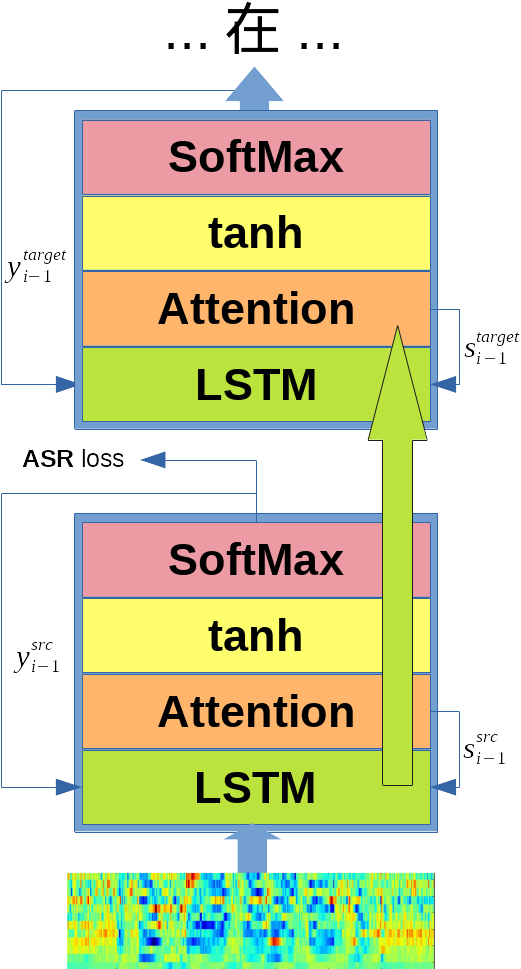 ... 在 ...
SoftMax
tanh
y_{i-1}^{target}
Attention
s_{i-1}^{target}
LSTM
ASR loss
SoftMax
tanh
y_{i-1}^{src}
Attention
s_{i-1}^{src}
LSTM